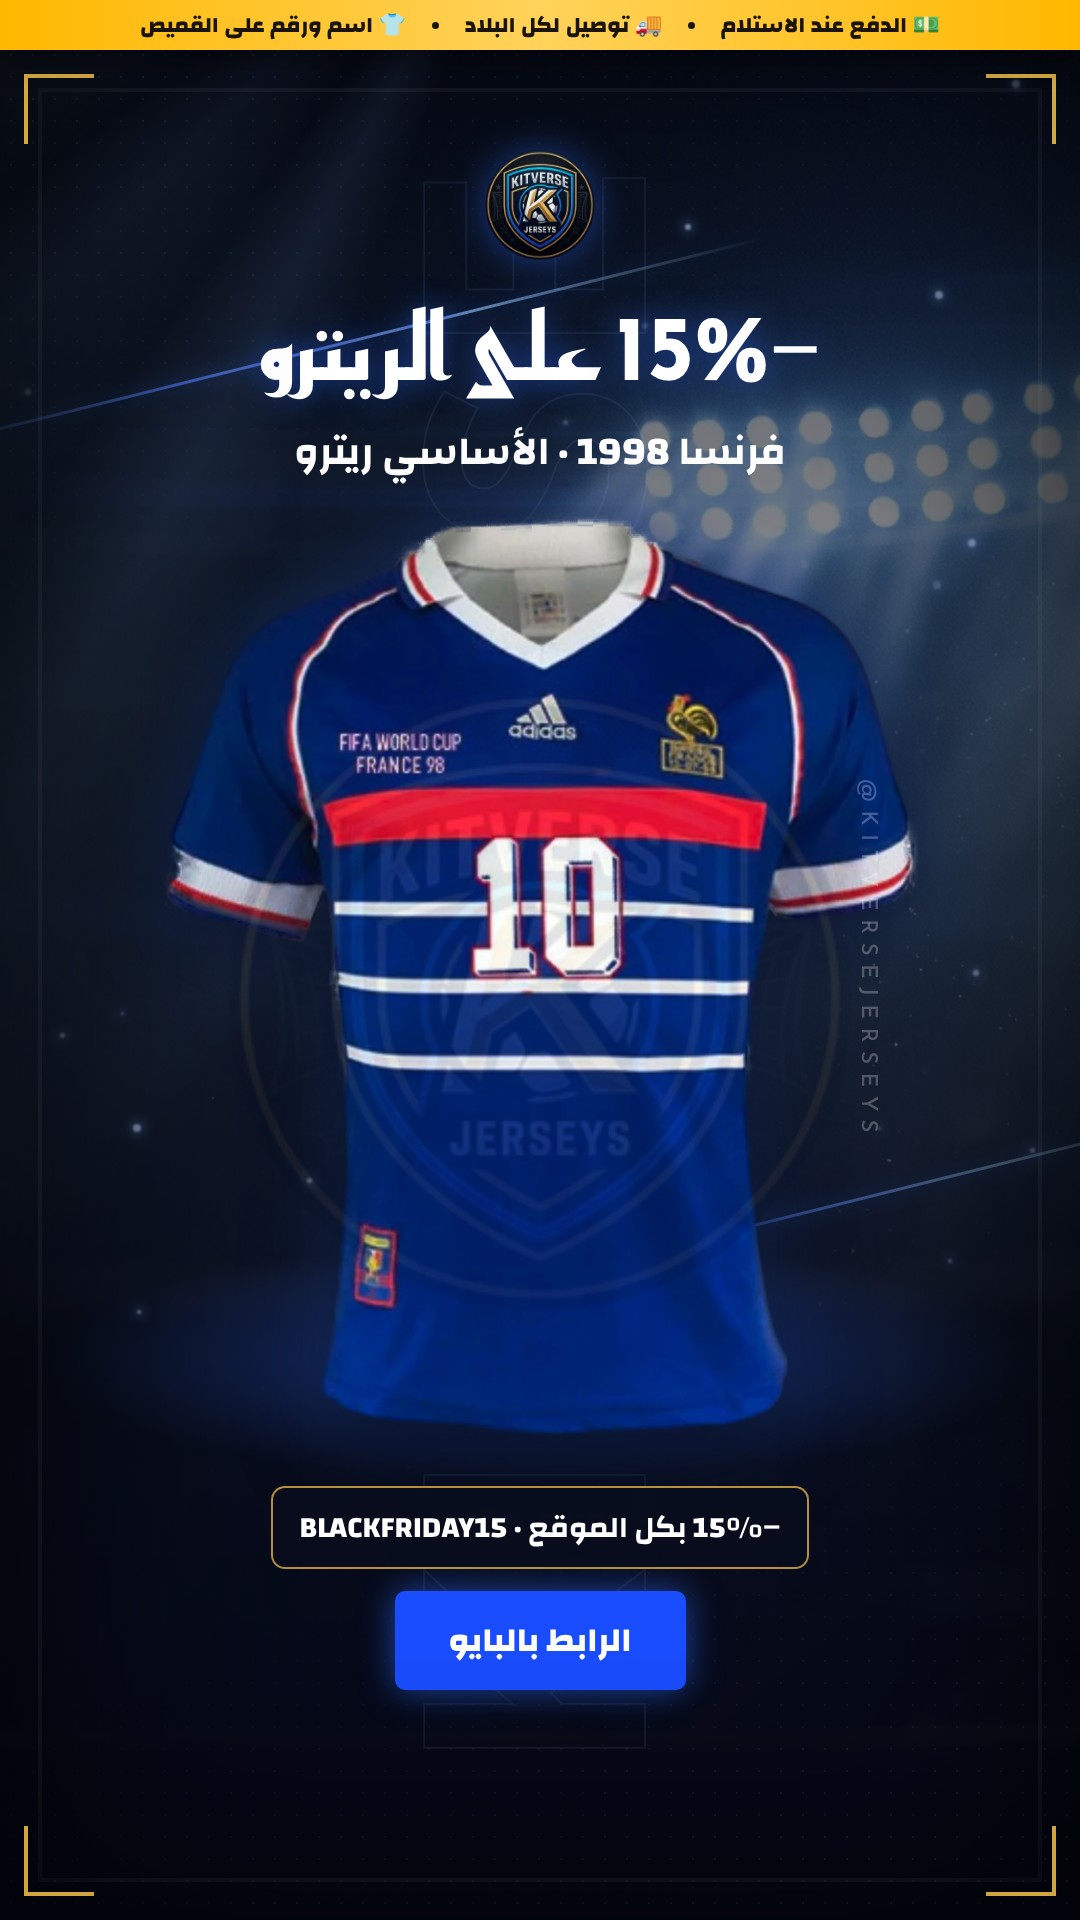 💵 الدفع عند الاستلام • 🚚 توصيل لكل البلاد • 👕 اسم ورقم على القميص
KITVERSE
K
JERSEYS
–15% على الريترو
فرنسا 1998 · الأساسي ريترو
adidas
FIFA WORLD CUP
FRANCE 98
10
KITVERSE
JERSEYS
@KITVERSEJERSEYS
–15% بكل الموقع · BLACKFRIDAY15
الرابط بالبايو